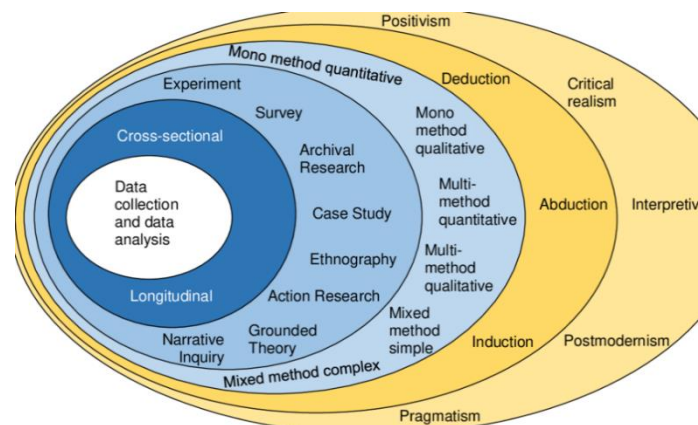 Positivism
Mono method quantitative
Deduction
Critical
realism
Experiment
Survey
Mono
method
qualitative
Cross-sectional
Archival
Research
Data
collection
and data
analysis
Case Study
Multi-
method
quantitative
Abduction
Interpretiv
Ethnography
Multi-
method
qualitative
Longitudinal
Action Research
Mixed
method
simple
Narrative
Inquiry
Grounded
Theory
Induction
Postmodernism
Mixed method complex
Pragmatism